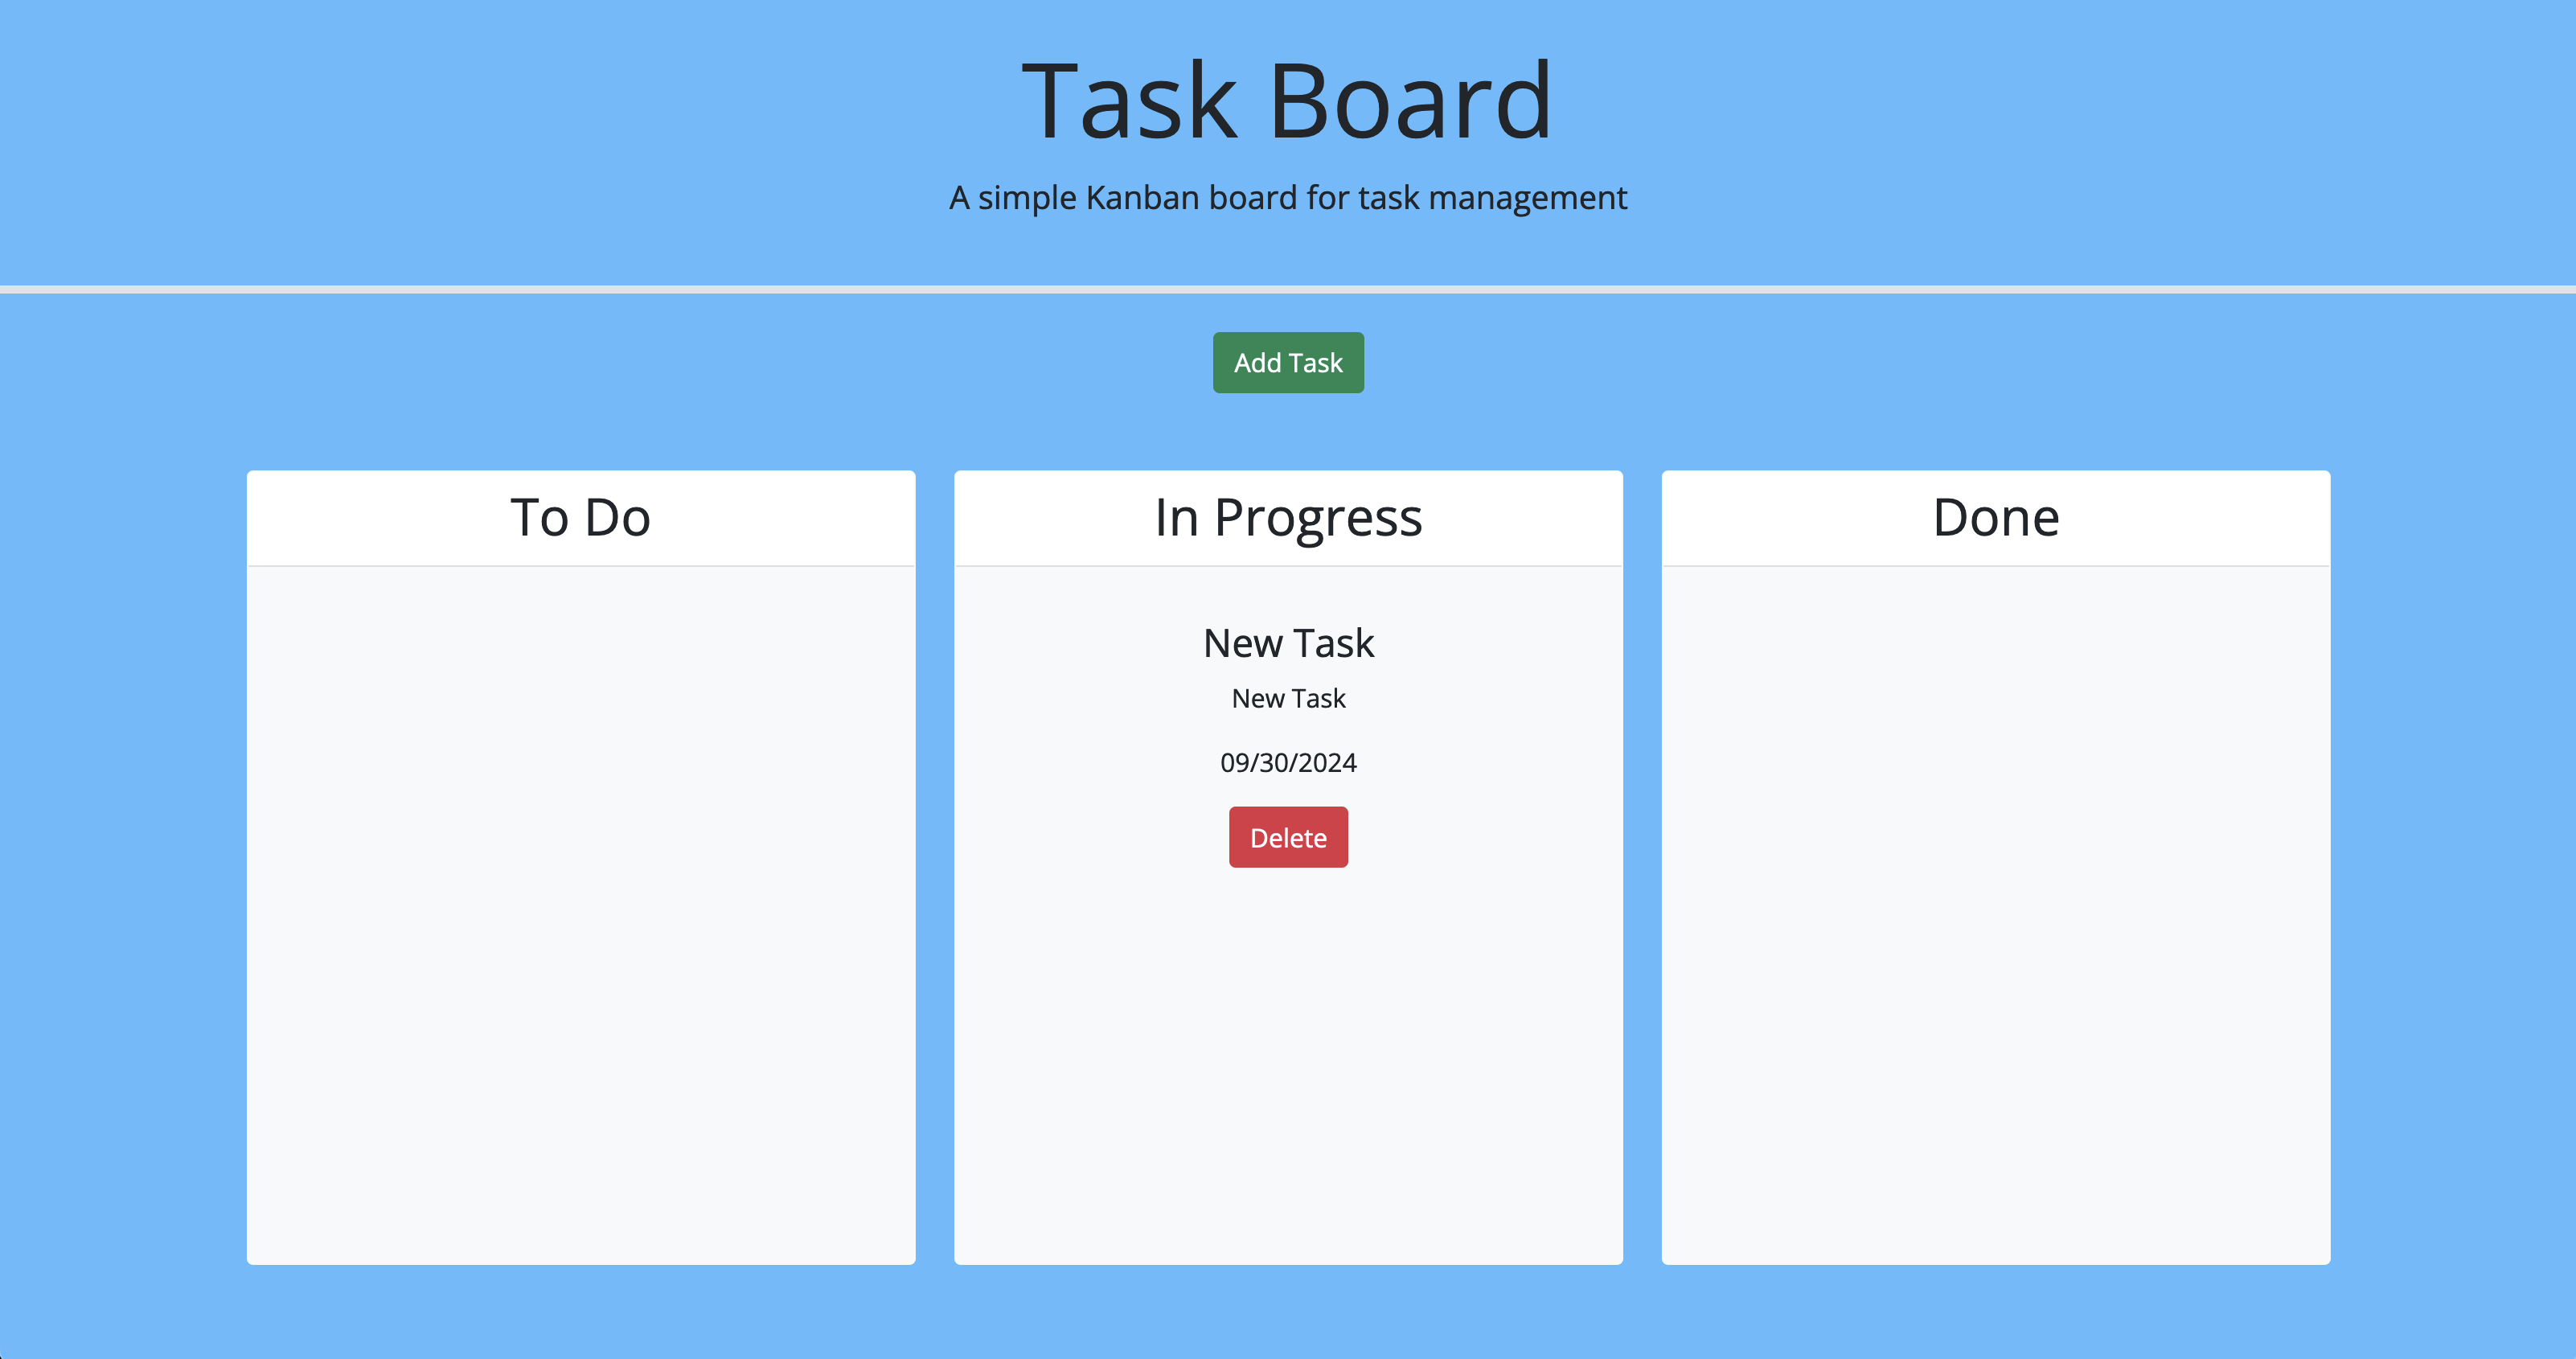 Task Board
A simple Kanban board for task management
Add Task
To Do
In Progress
New Task
New Task
09/30/2024
Delete
Done